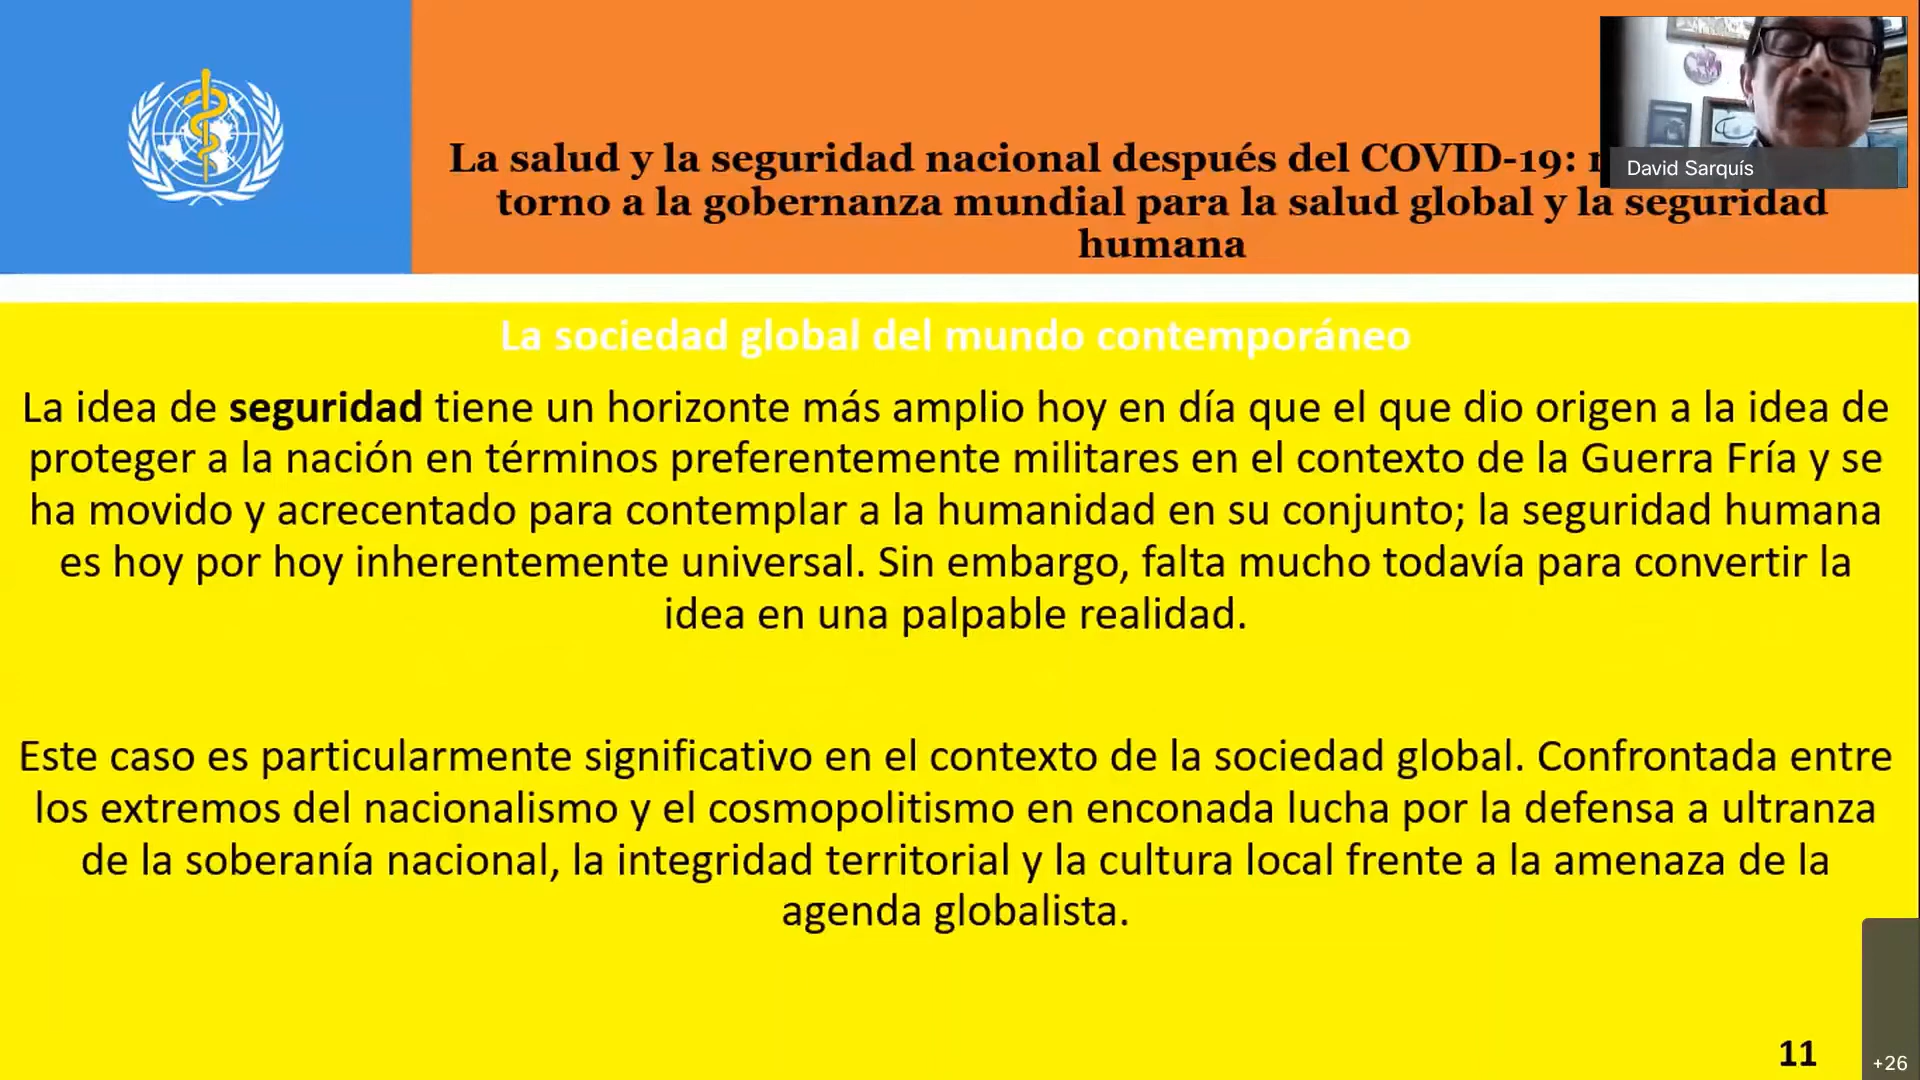 La salud y la seguridad nacional después del COVID-19:
torno a la gobernanza mundial para la salud global y la seguridad
humana
David Sarquís
La sociedad global del mundo contemporáneo
La idea de seguridad tiene un horizonte más amplio hoy en día que el que dio origen a la idea de
proteger a la nación en términos preferentemente militares en el contexto de la Guerra Fría y se
ha movido y acrecentado para contemplar a la humanidad en su conjunto; la seguridad humana
es hoy por hoy inherentemente universal. Sin embargo, falta mucho todavía para convertir la
idea en una palpable realidad.
Este caso es particularmente significativo en el contexto de la sociedad global. Confrontada entre
los extremos del nacionalismo y el cosmopolitismo en enconada lucha por la defensa a ultranza
de la soberanía nacional, la integridad territorial y la cultura local frente a la amenaza de la
agenda globalista.
11
+26